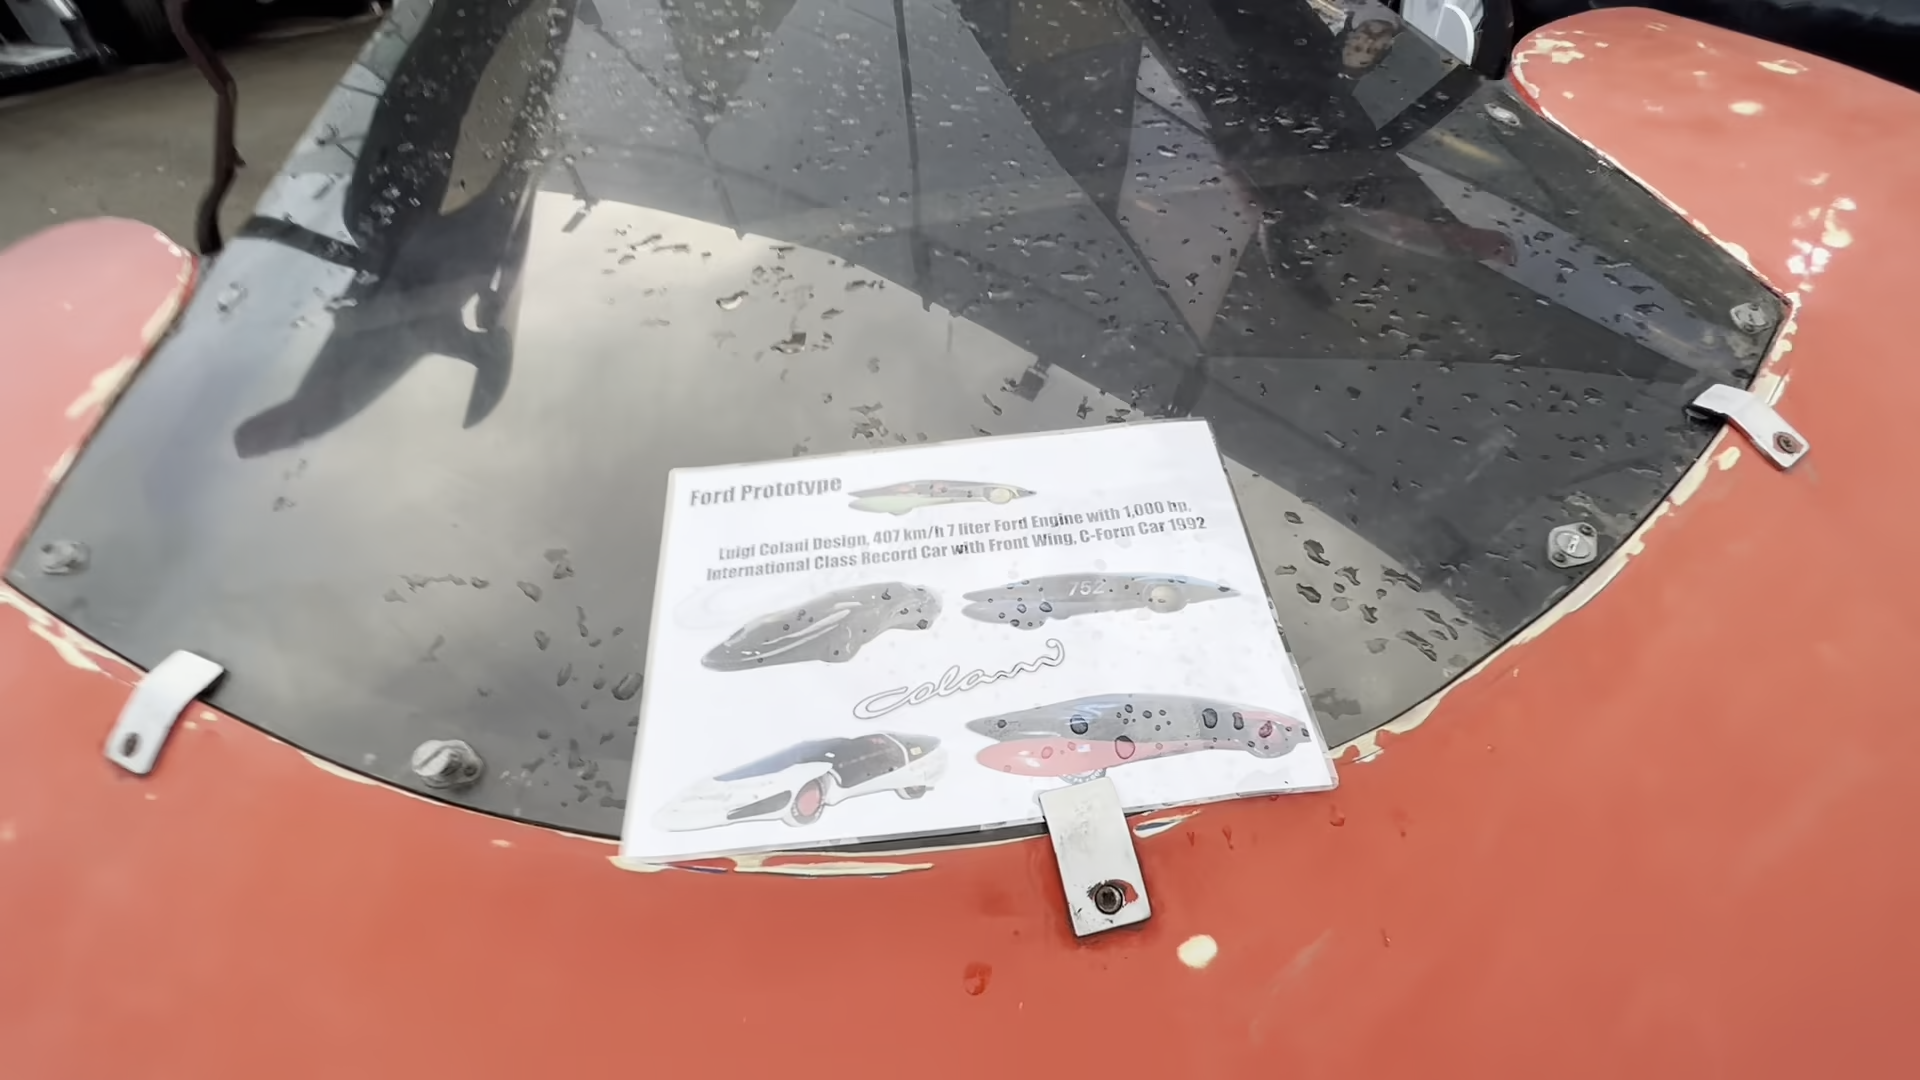 Ford Prototype
Luigi Colani Design, 407 km/h 7 liter Ford Engine with 1,000 hp,
International Class Record Car with Front Wing, C-Form Car 1992
752
Colani